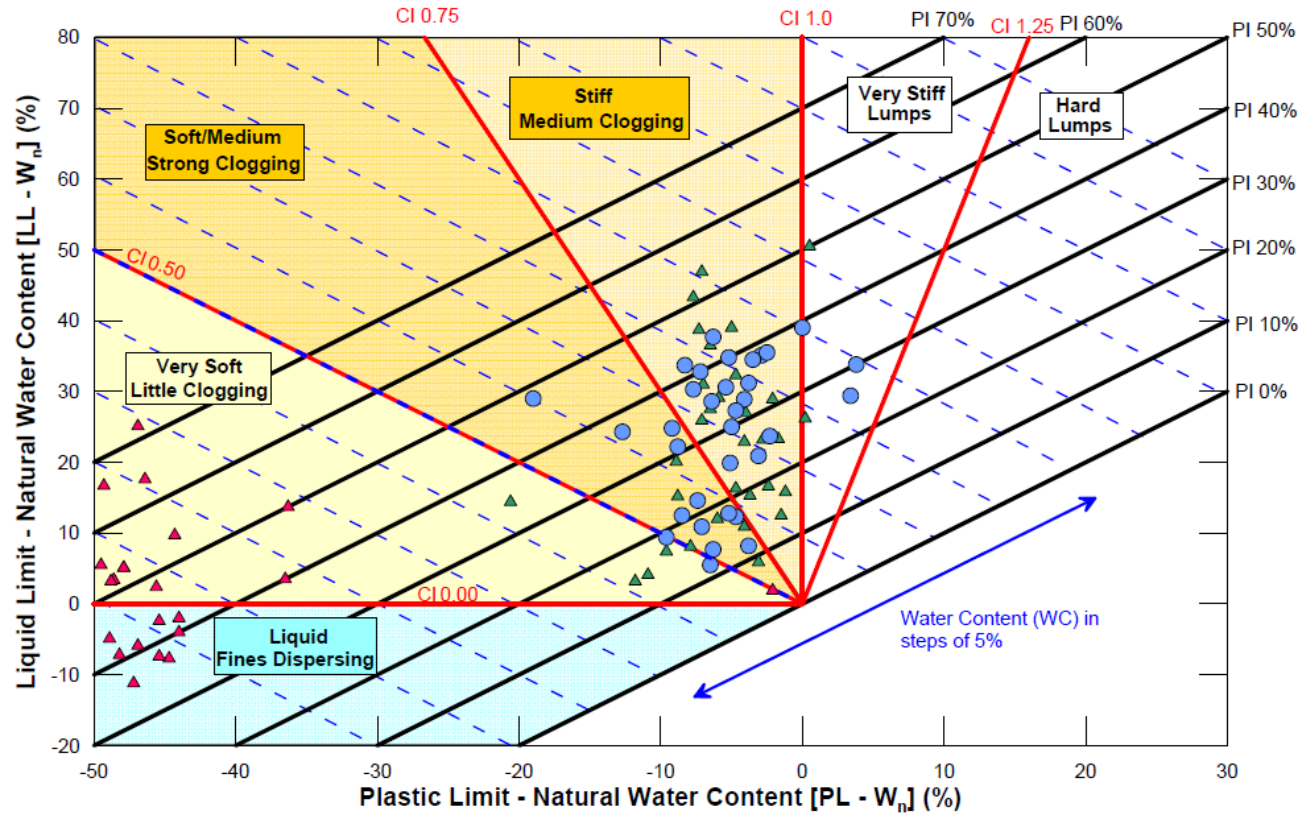 CI 0.75
CI 1.0
PI 70%
CI 1.25
PI 60%
PI 50%
PI 40%
PI 30%
PI 20%
PI 10%
PI 0%
Liquid Limit - Natural Water Content [LL - Wn] (%)
80
70
60
50
40
30
20
10
0
-10
-20
Stiff
Medium Clogging
Very Stiff
Lumps
Hard
Lumps
Soft/Medium
Strong Clogging
CI 0.50
Very Soft
Little Clogging
CI 0.00
Liquid
Fines Dispersing
Water Content (WC) in
steps of 5%
-50
-40
-30
-20
-10
0
10
20
30
Plastic Limit - Natural Water Content [PL - Wn] (%)